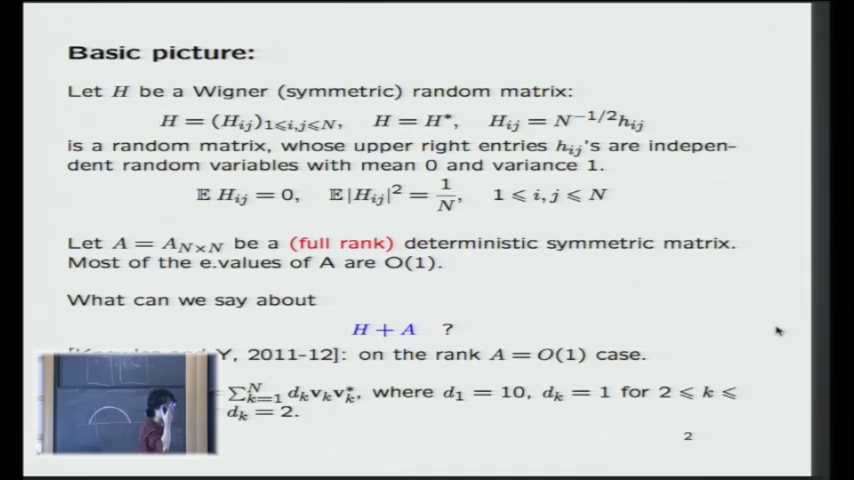 Basic picture:
Let H be a Wigner (symmetric) random matrix:
H = (H_{ij})_{1⩽i,j⩽N}, H = H*, H_{ij} = N^{-1/2}h_{ij}
is a random matrix, whose upper right entries h_{ij}'s are indepen-
dent random variables with mean 0 and variance 1.
𝔼 H_{ij} = 0, 𝔼|H_{ij}|² = 1/N, 1 ⩽ i, j ⩽ N
Let A = A_{N×N} be a (full rank) deterministic symmetric matrix.
Most of the e.values of A are O(1).
What can we say about
H + A ?
Y, 2011-12]: on the rank A = O(1) case.
∑_{k=1}^N d_k v_k v_k^*, where d_1 = 10, d_k = 1 for 2 ⩽ k ⩽
d_k = 2.
2